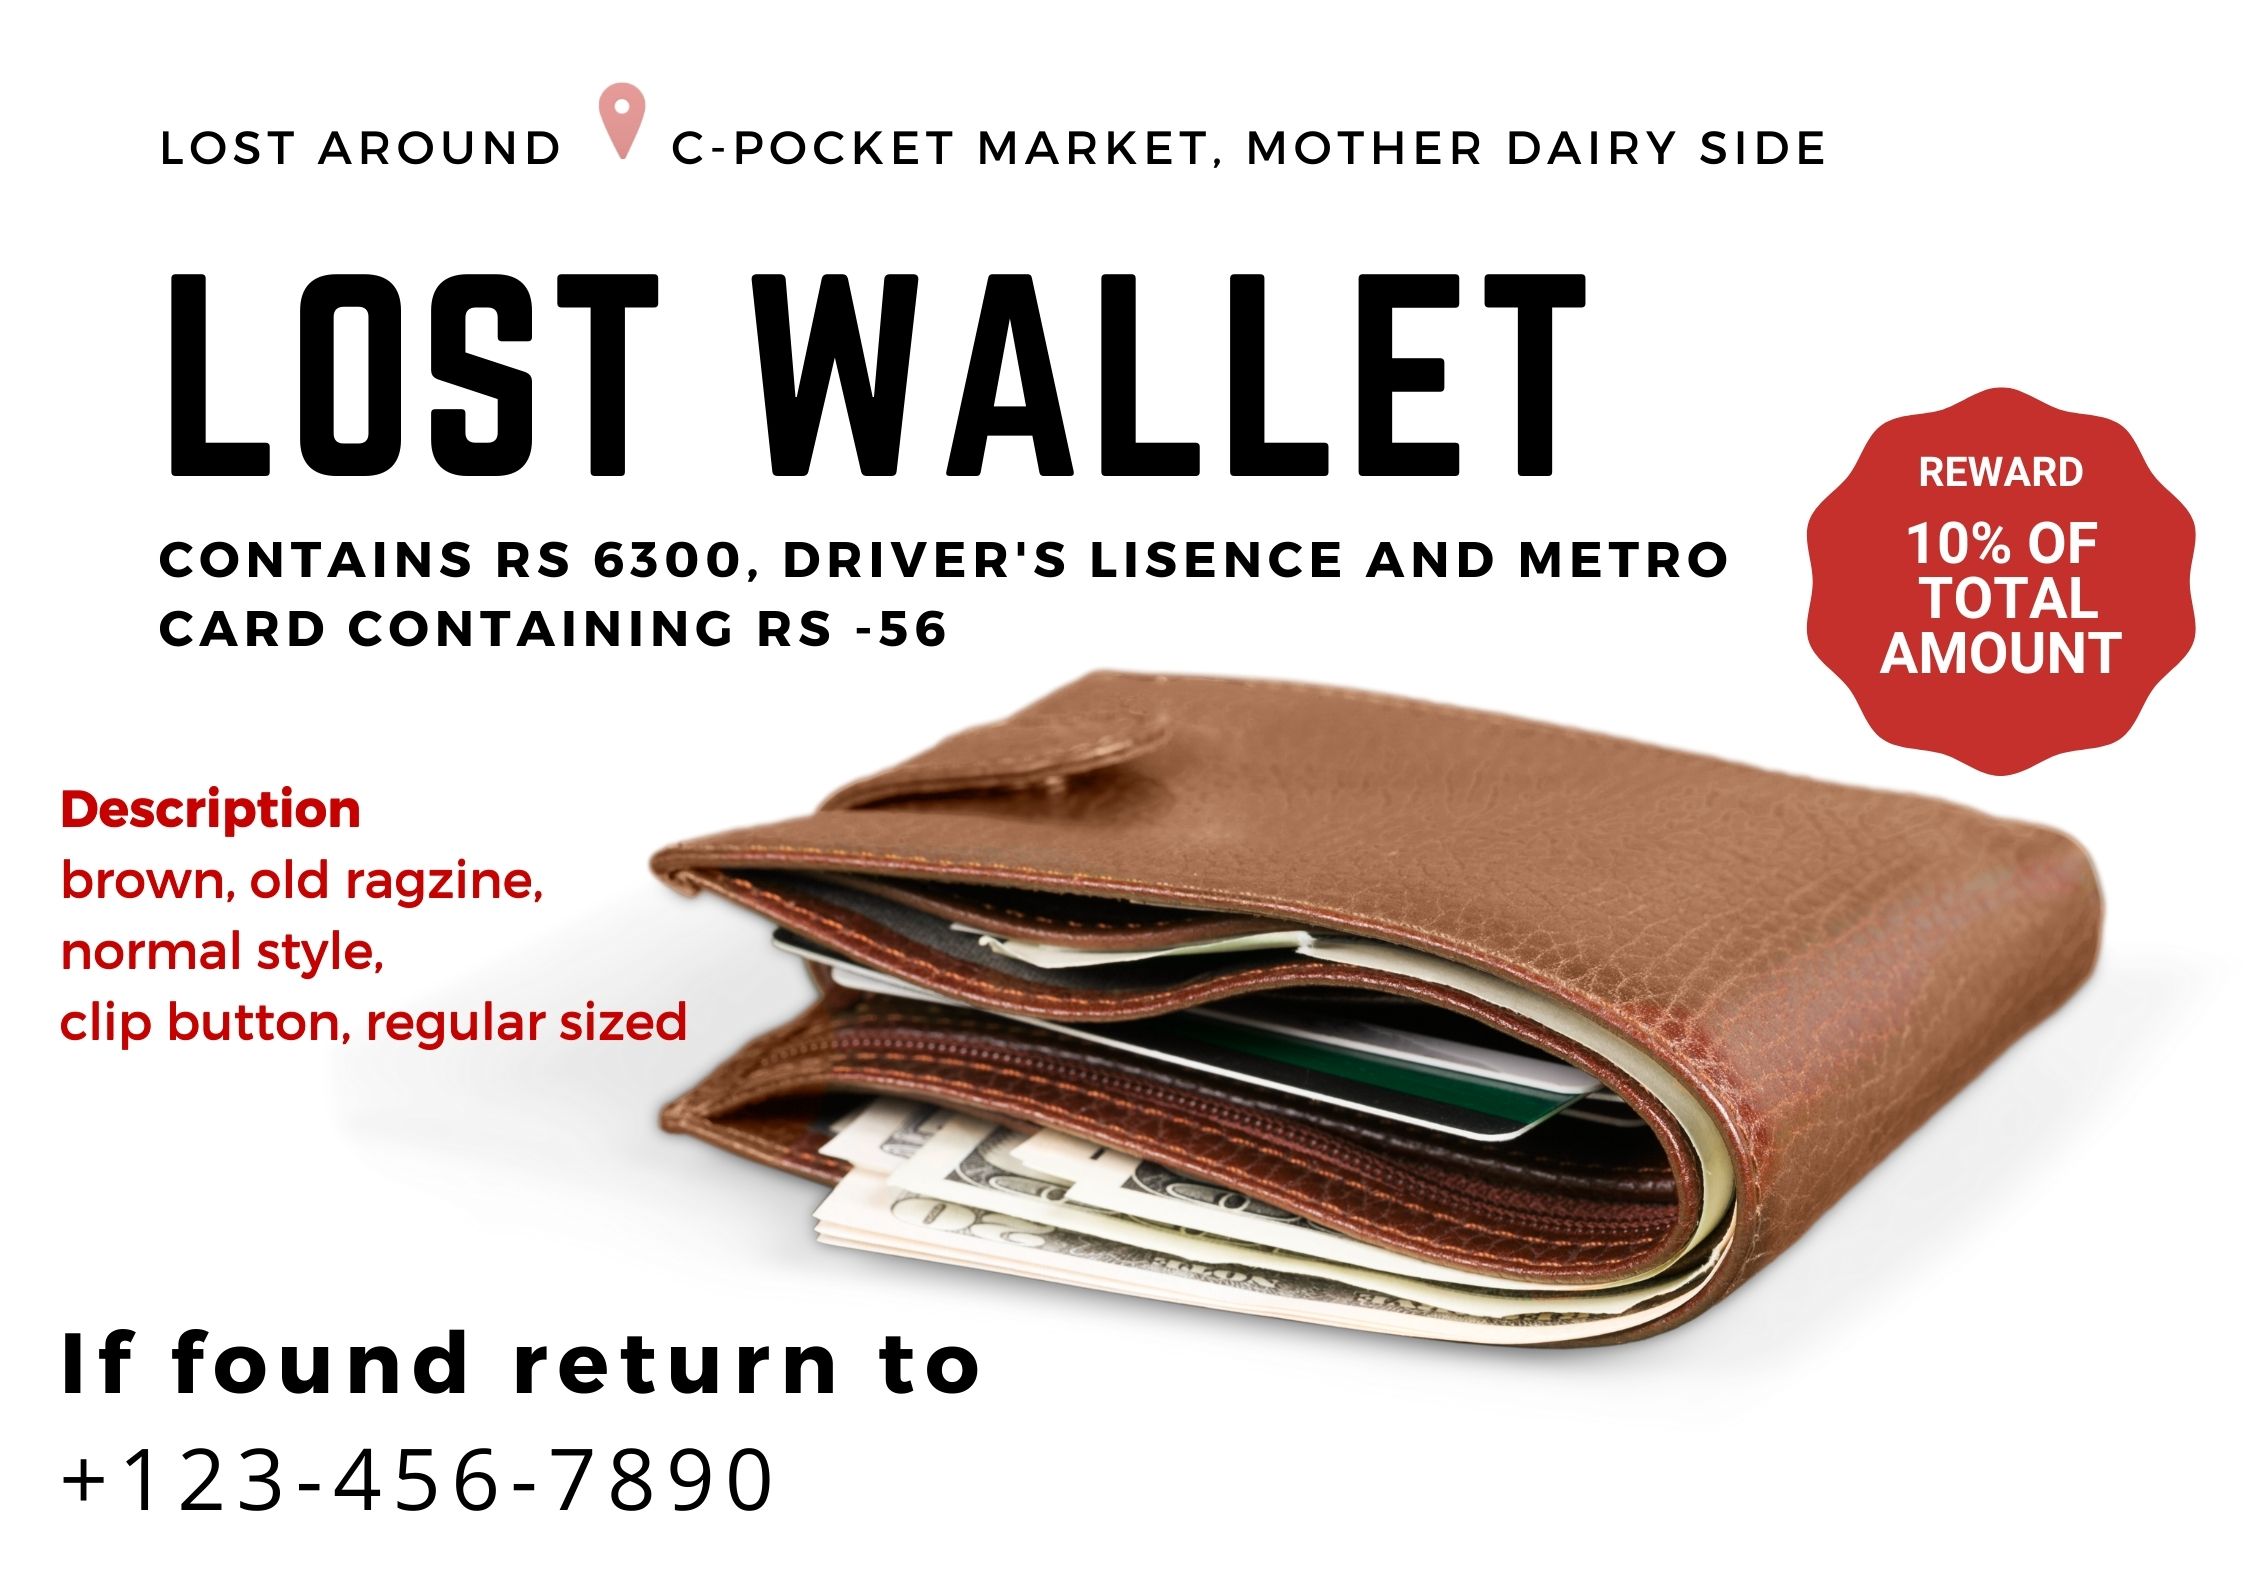 LOST AROUND C-POCKET MARKET, MOTHER DAIRY SIDE
LOST WALLET
CONTAINS RS 6300, DRIVER'S LISENCE AND METRO
CARD CONTAINING RS -56
REWARD
10% OF
TOTAL
AMOUNT
Description
brown, old ragzine,
normal style,
clip button, regular sized
If found return to
+123-456-7890